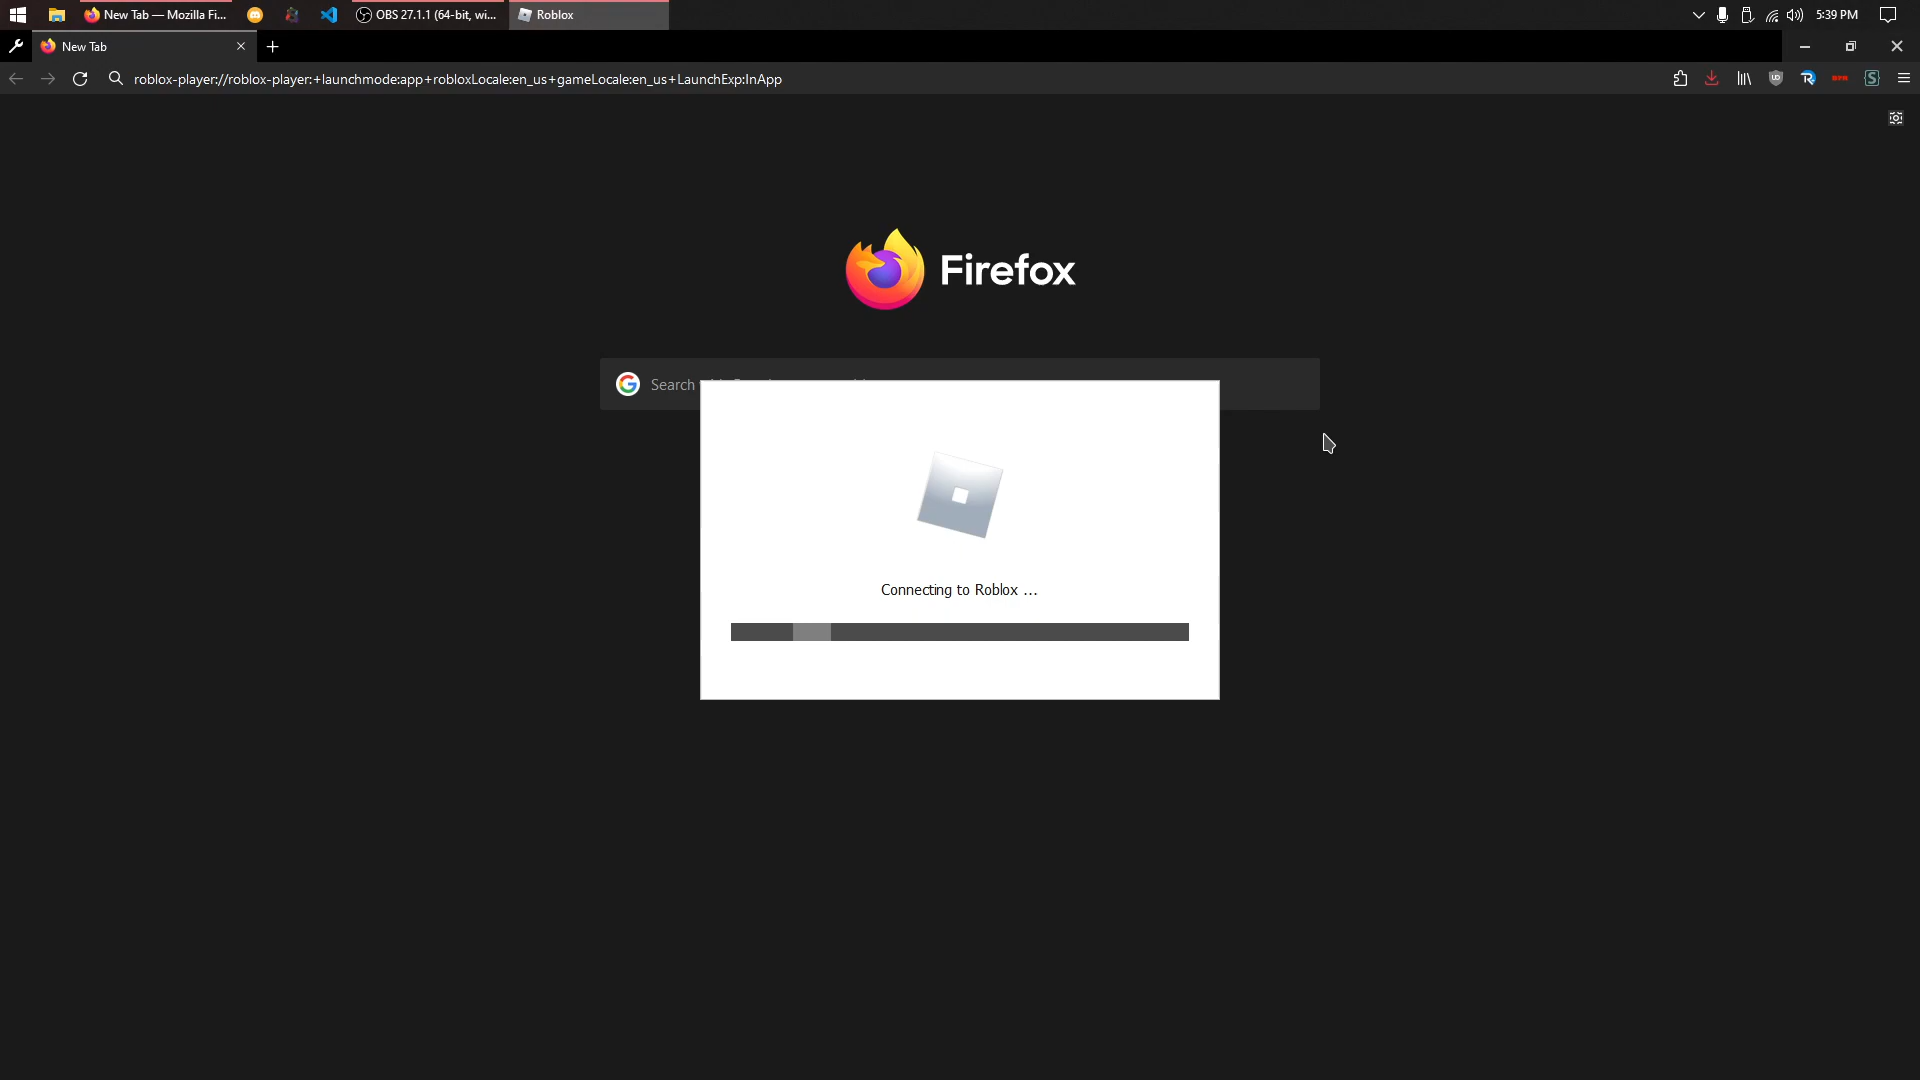 New Tab — Mozilla Fi...
OBS 27.1.1 (64-bit, wi...
Roblox
5:39 PM
New Tab
roblox-player://roblox-player:+launchmode:app+robloxLocale:en_us+gameLocale:en_us+LaunchExp:InApp
Firefox
Search
Connecting to Roblox ...